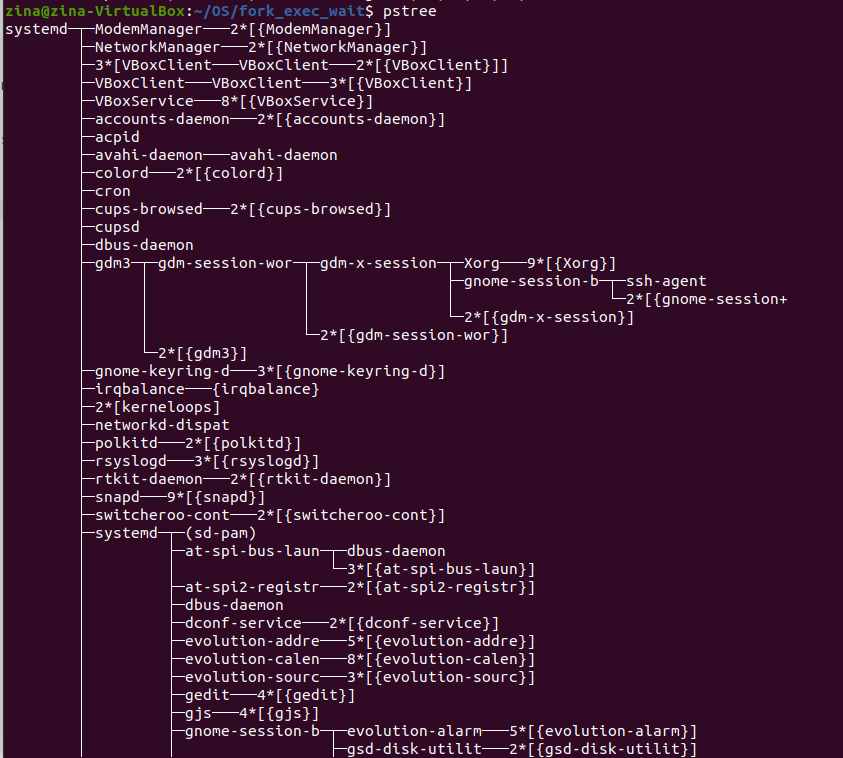 zina@zina-VirtualBox:~/OS/fork_exec_wait$ pstree
systemd─┬─ModemManager───2*[{ModemManager}]
        ├─NetworkManager───2*[{NetworkManager}]
        ├─3*[VBoxClient───VBoxClient───2*[{VBoxClient}]]
        ├─VBoxClient───VBoxClient───3*[{VBoxClient}]
        ├─VBoxService───8*[{VBoxService}]
        ├─accounts-daemon───2*[{accounts-daemon}]
        ├─acpid
        ├─avahi-daemon───avahi-daemon
        ├─colord───2*[{colord}]
        ├─cron
        ├─cups-browsed───2*[{cups-browsed}]
        ├─cupsd
        ├─dbus-daemon
        ├─gdm3─┬─gdm-session-wor─┬─gdm-x-session─┬─Xorg───9*[{Xorg}]
        │      │                 │               ├─gnome-session-b─┬─ssh-agent
        │      │                 │               │                 └─2*[{gnome-session+
        │      │                 │               └─2*[{gdm-x-session}]
        │      │                 └─2*[{gdm-session-wor}]
        │      └─2*[{gdm3}]
        ├─gnome-keyring-d───3*[{gnome-keyring-d}]
        ├─irqbalance───{irqbalance}
        ├─2*[kerneloops]
        ├─networkd-dispat
        ├─polkitd───2*[{polkitd}]
        ├─rsyslogd───3*[{rsyslogd}]
        ├─rtkit-daemon───2*[{rtkit-daemon}]
        ├─snapd───9*[{snapd}]
        ├─switcheroo-cont───2*[{switcheroo-cont}]
        ├─systemd─┬─(sd-pam)
        │         ├─at-spi-bus-laun─┬─dbus-daemon
        │         │                 └─3*[{at-spi-bus-laun}]
        │         ├─at-spi2-registr───2*[{at-spi2-registr}]
        │         ├─dbus-daemon
        │         ├─dconf-service───2*[{dconf-service}]
        │         ├─evolution-addre───5*[{evolution-addre}]
        │         ├─evolution-calen───8*[{evolution-calen}]
        │         ├─evolution-sourc───3*[{evolution-sourc}]
        │         ├─gedit───4*[{gedit}]
        │         ├─gjs───4*[{gjs}]
        │         ├─gnome-session-b─┬─evolution-alarm───5*[{evolution-alarm}]
        │         │                 ├─gsd-disk-utilit───2*[{gsd-disk-utilit}]